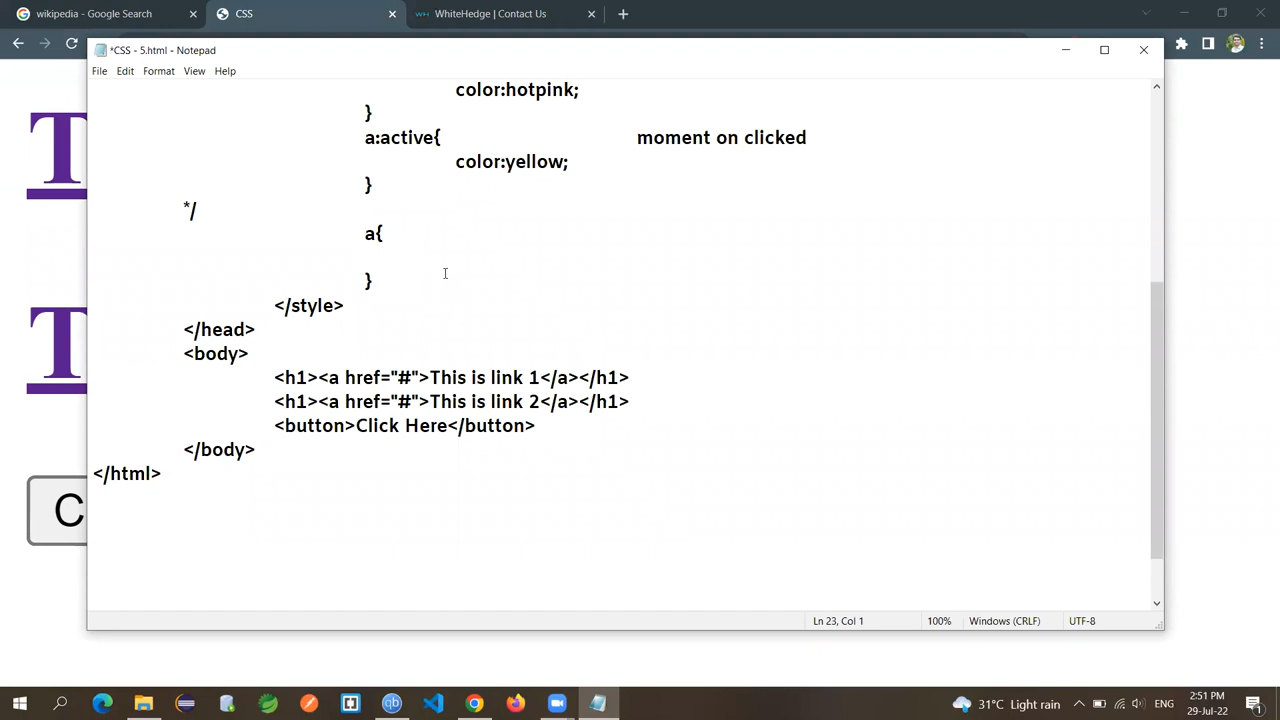 wikipedia - Google Search
CSS
WhiteHedge | Contact Us
*CSS - 5.html - Notepad
File Edit Format View Help
color:hotpink;
}
a:active{ moment on clicked
color:yellow;
}
*/
a{
}
</style>
</head>
<body>
<h1><a href="#">This is link 1</a></h1>
<h1><a href="#">This is link 2</a></h1>
<button>Click Here</button>
</body>
</html>
T
T
C
Ln 23, Col 1 100% Windows (CRLF) UTF-8
31°C Light rain ENG
2:51 PM
29-Jul-22